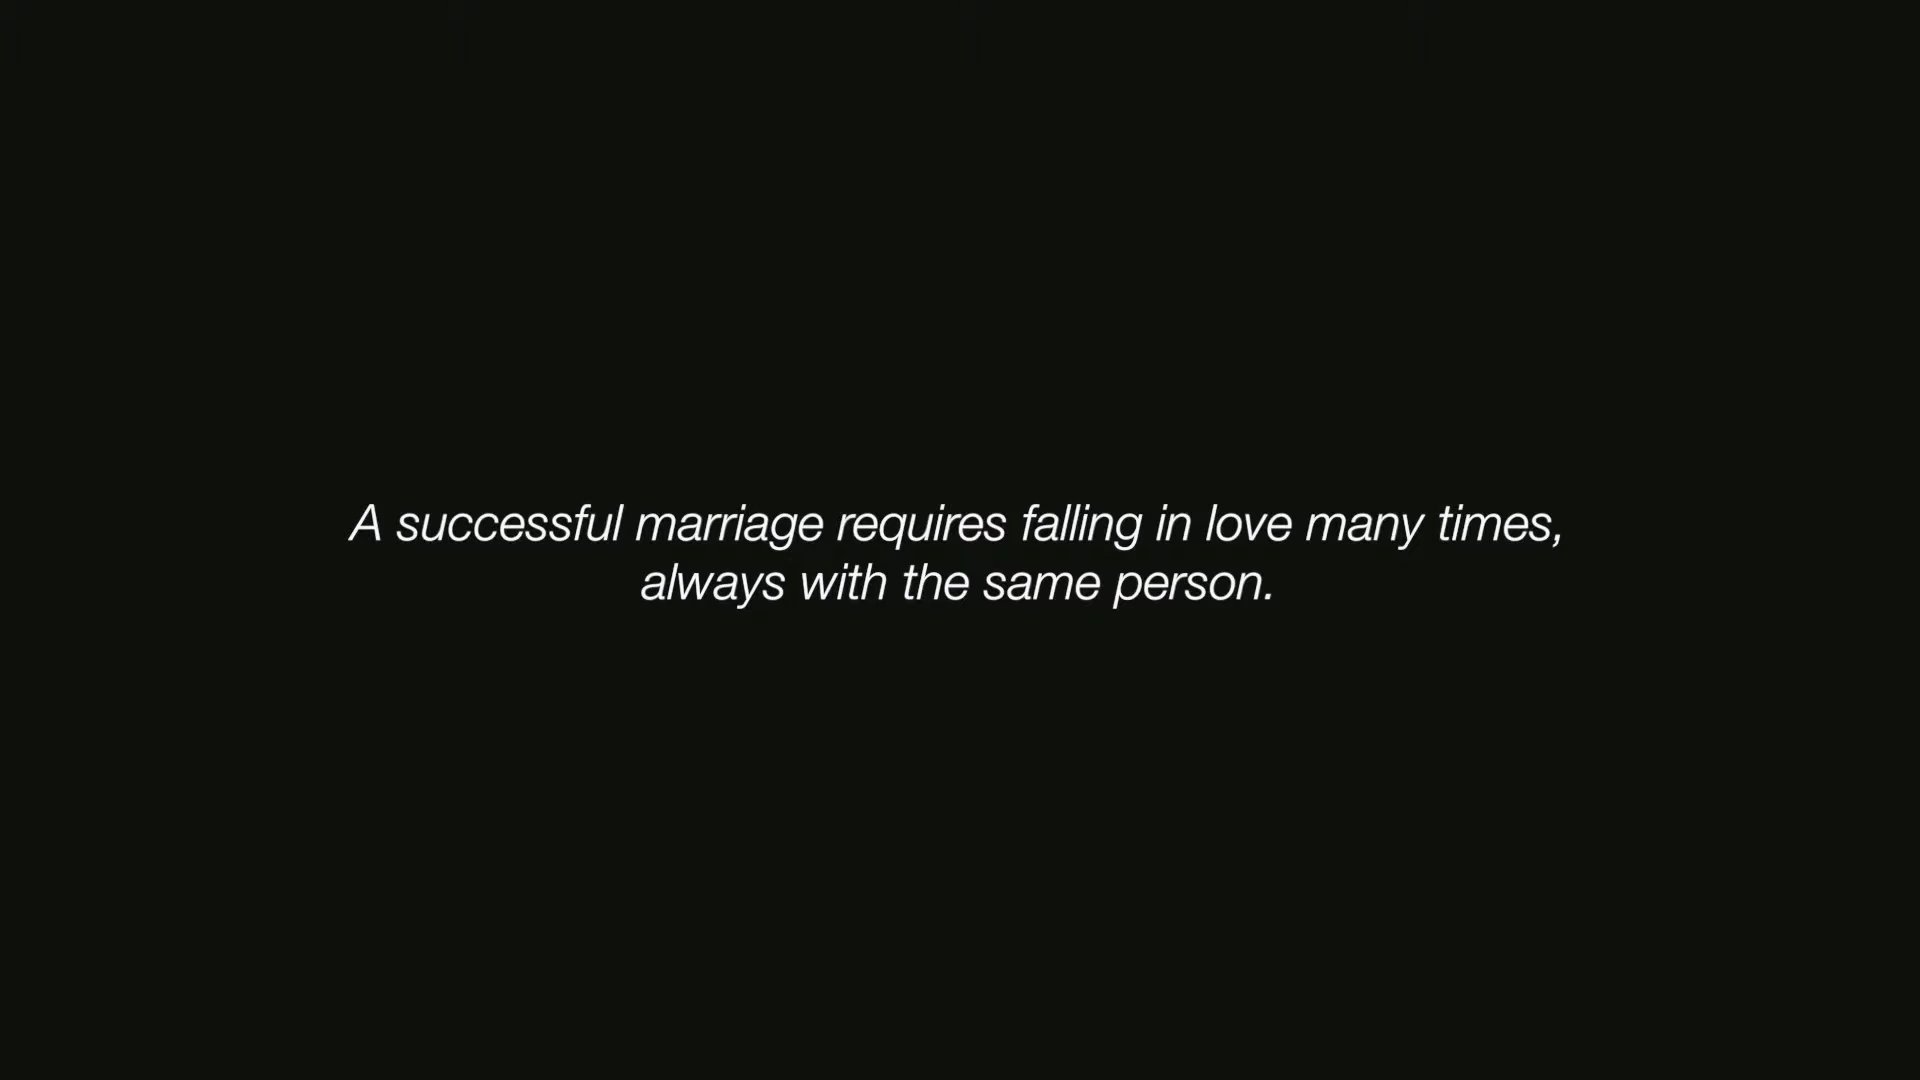 A successful marriage requires falling in love many times,
always with the same person.